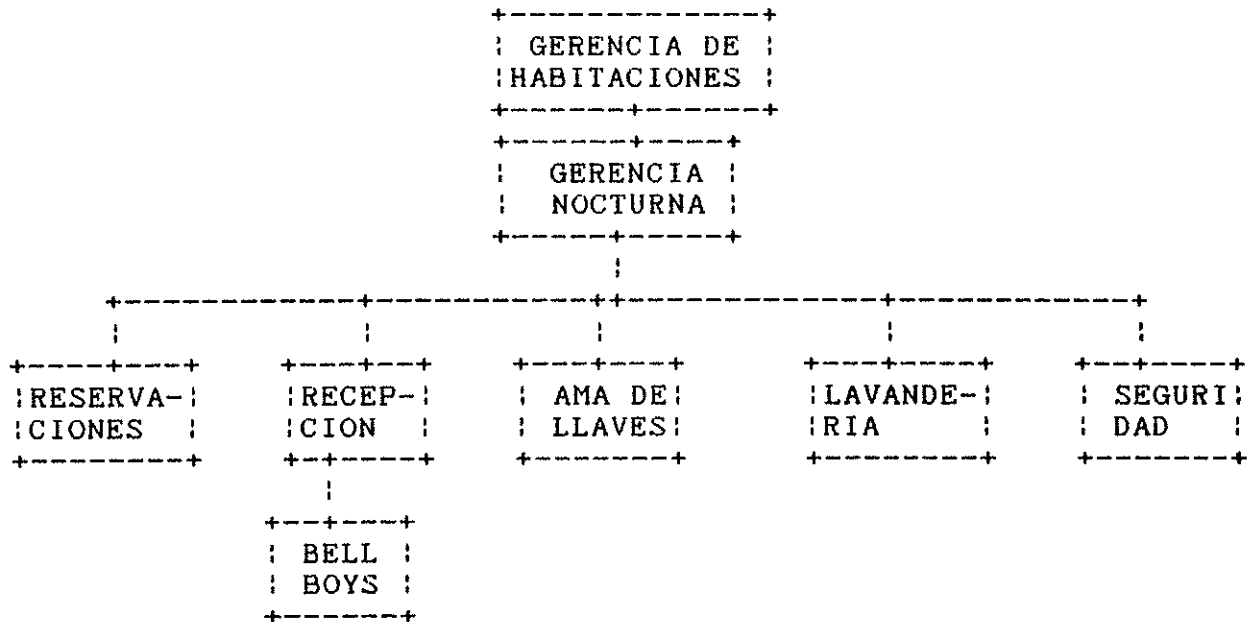 GERENCIA DE
HABITACIONES
GERENCIA
NOCTURNA
RESERVA-
CIONES
RECEP-
CION
AMA DE
LLAVES
LAVANDE-
RIA
SEGURI
DAD
BELL
BOYS